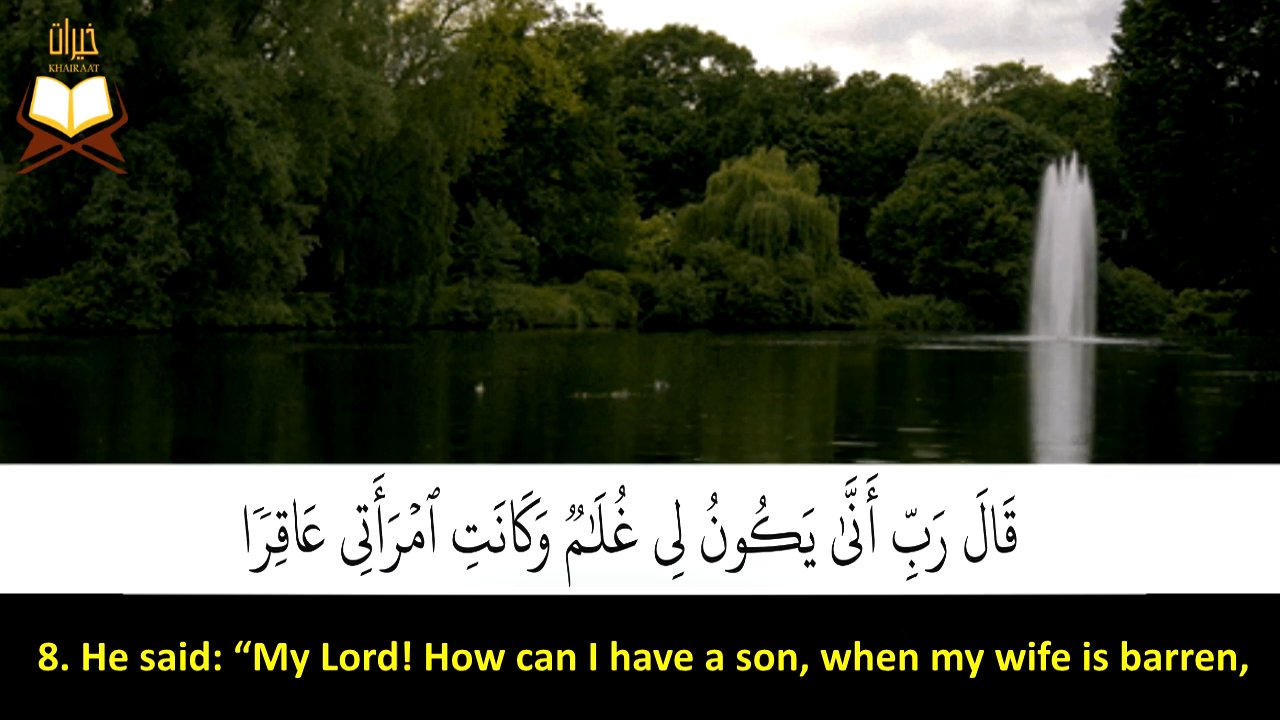 خيرات
KHAIRAAT
قَالَ رَبِّ أَنَّىٰ يَكُونُ لِى غُلَـٰمٌۭ وَكَانَتِ ٱمْرَأَتِى عَاقِرًۭا
8. He said: “My Lord! How can I have a son, when my wife is barren,